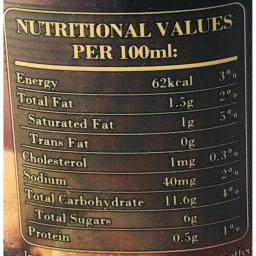 NUTRITIONAL VALUES
PER 100ml:
Energy 62kcal 3%
Total Fat 1.5g 2%
Saturated Fat 1g 5%
Trans Fat 0g
Cholesterol 1mg 0.3%
Sodium 40mg 2%
Total Carbohydrate 11.6g 4%
Total Sugars 6g
Protein 0.5g 1%